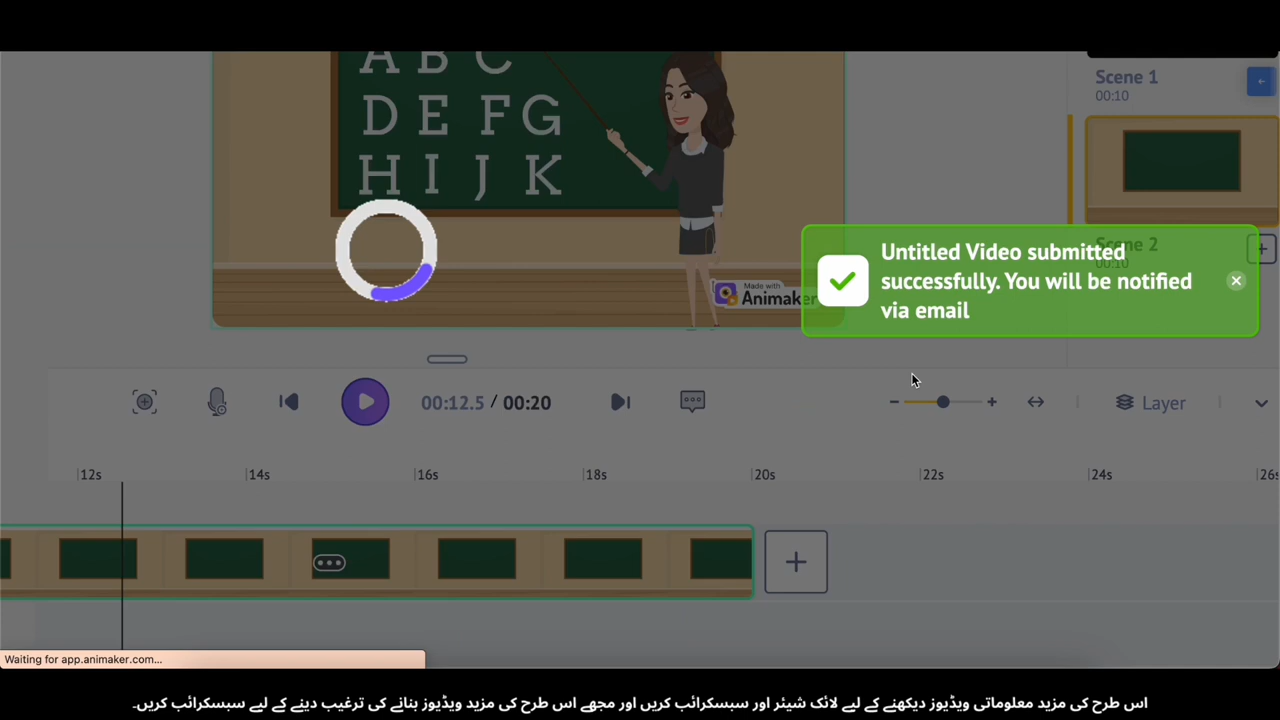 A B C
D E F G
H I J K
Made with
Animaker
Scene 1
00:10
Scene 2
00:10
Untitled Video submitted
successfully. You will be notified
via email
00:12.5 / 00:20
Layer
12s 14s 16s 18s 20s 22s 24s 26s
Waiting for app.animaker.com...
اس طرح کی مزید معلوماتی ویڈیوز دیکھنے کے لیے لائک شیئر اور سبسکرائب کریں اور مجھے اس طرح کی مزید ویڈیوز بنانے کی ترغیب دینے کے لیے سبسکرائب کریں۔